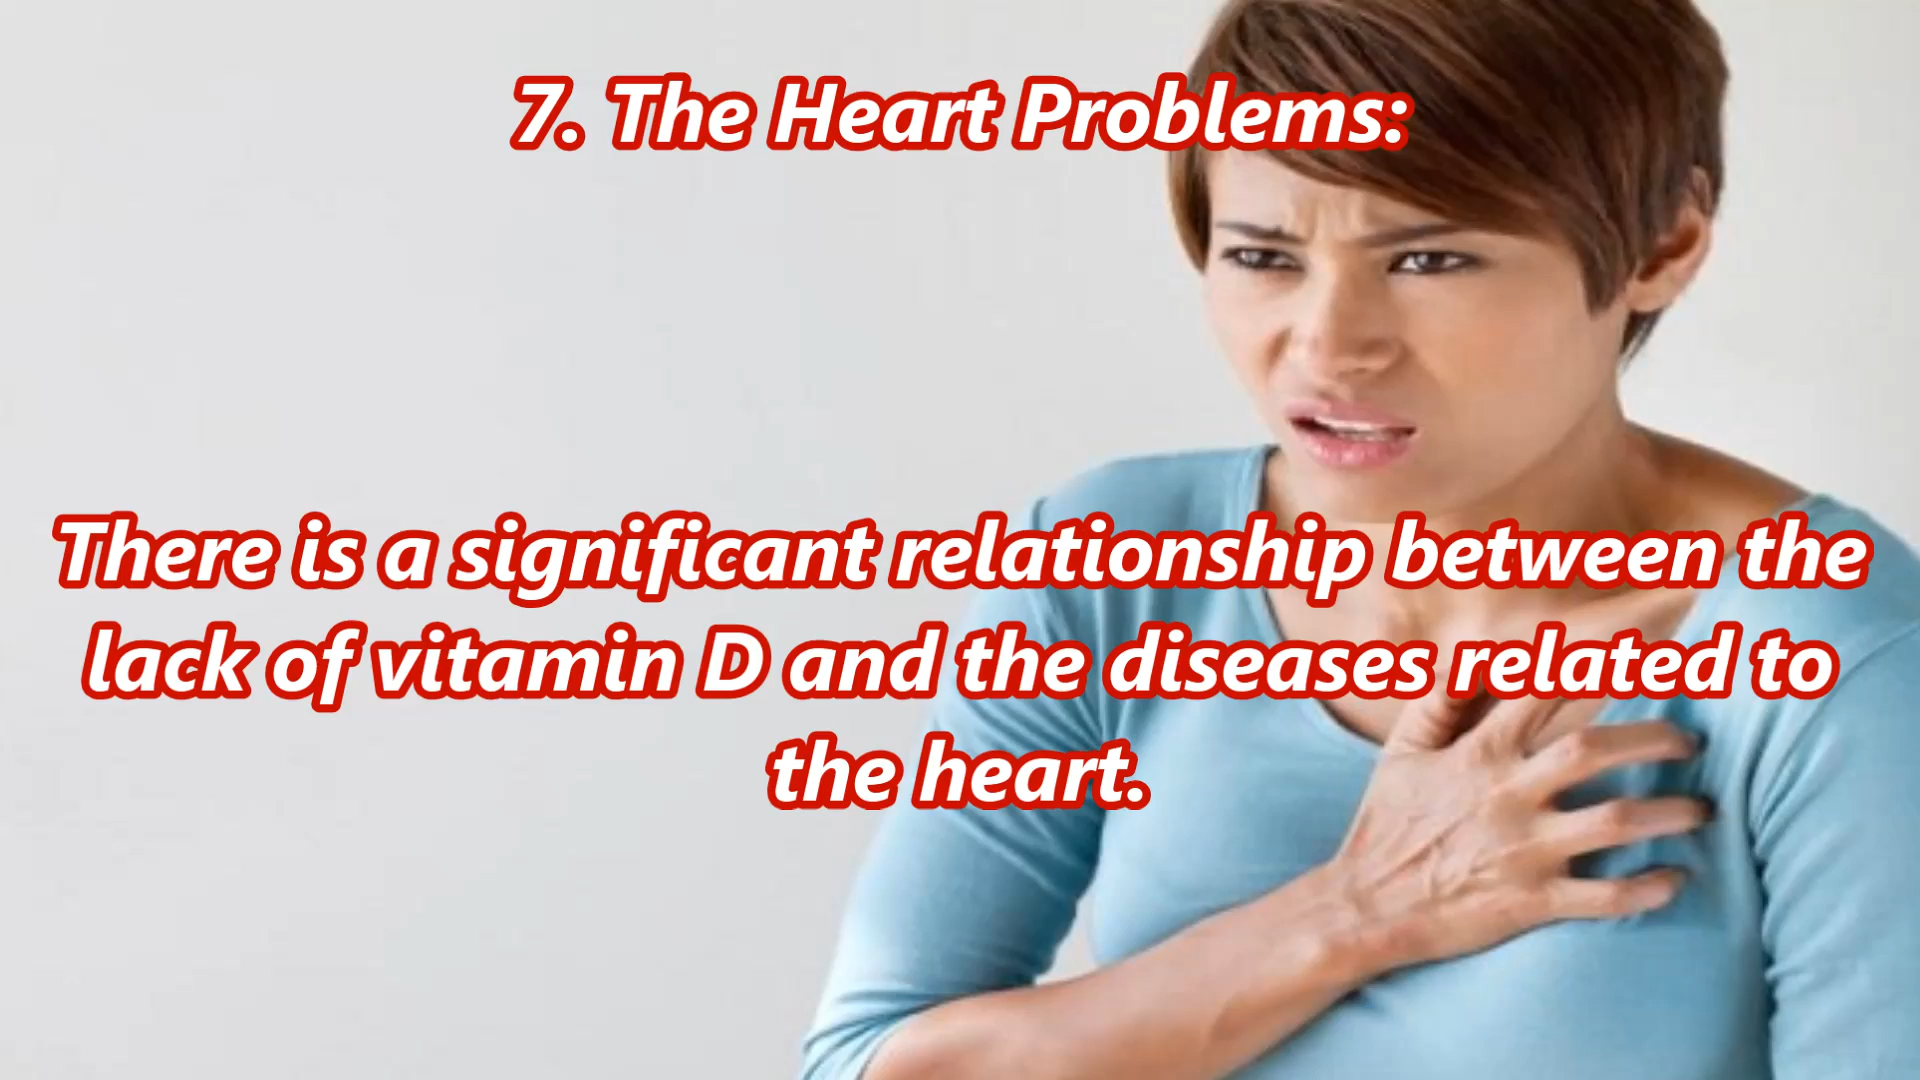 7. The Heart Problems:
There is a significant relationship between the
lack of vitamin D and the diseases related to
the heart.